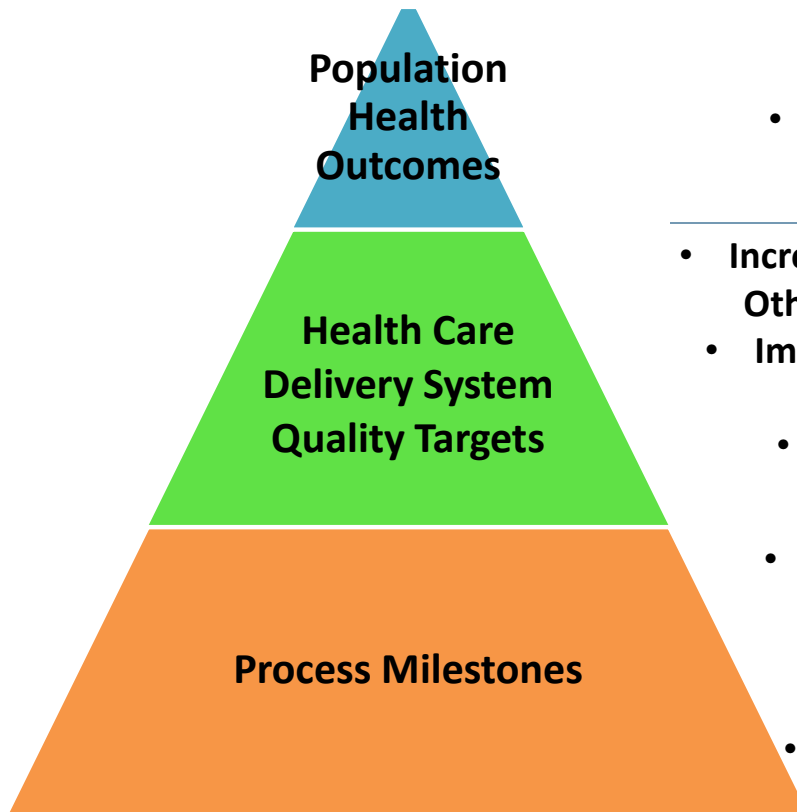 Population
Health
Outcomes
Health Care
Delivery System
Quality Targets
Process Milestones